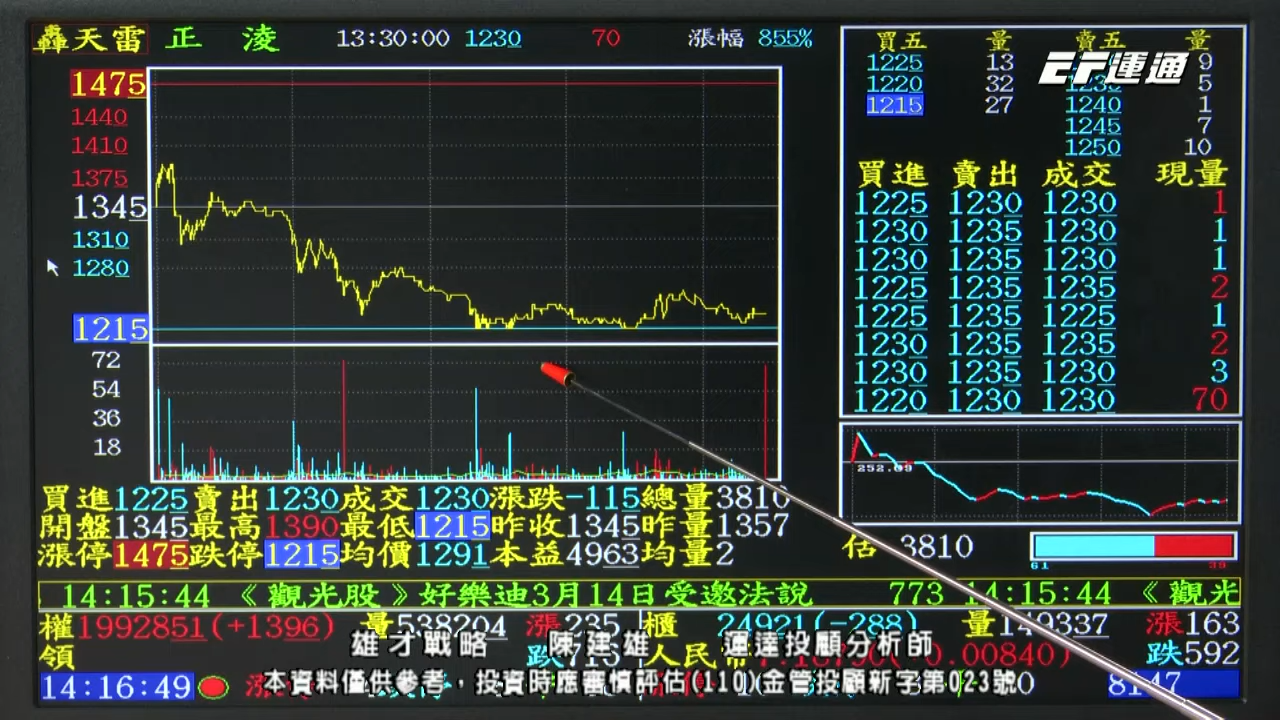 轟天雷 正 淩 13:30:00 1230 70 漲幅 855%
1475
1440
1410
1375
1345
1310
1280
1215
72
54
36
18
買五 量 賣五 量
1225 13 9
1220 32 5
1215 27 1240 1
1245 7
1250 10
EF運通
買進 賣出 成交 現量
1225 1230 1230 1
1230 1235 1230 1
1230 1235 1230 1
1225 1235 1235 2
1225 1235 1225 1
1230 1235 1235 2
1230 1235 1230 3
1220 1230 1230 70
252.09
買進1225賣出1230成交1230漲跌-115總量3810
開盤1345最高1390最低1215昨收1345昨量1357
漲停1475跌停1215均價1291本益4963均量2
估 3810
61 39
14:15:44 《觀光股》好樂迪3月14日受邀法說 773 14:15:44 《觀光
權1992851(+1396) 量538204 漲235 櫃 24921(-288) 量149337 漲163
領 人民幣 跌592
雄才戰略 陳建雄 運達投顧分析師
14:16:49 8147
本資料僅供參考，投資時應審慎評估(110)金管投顧新字第023號